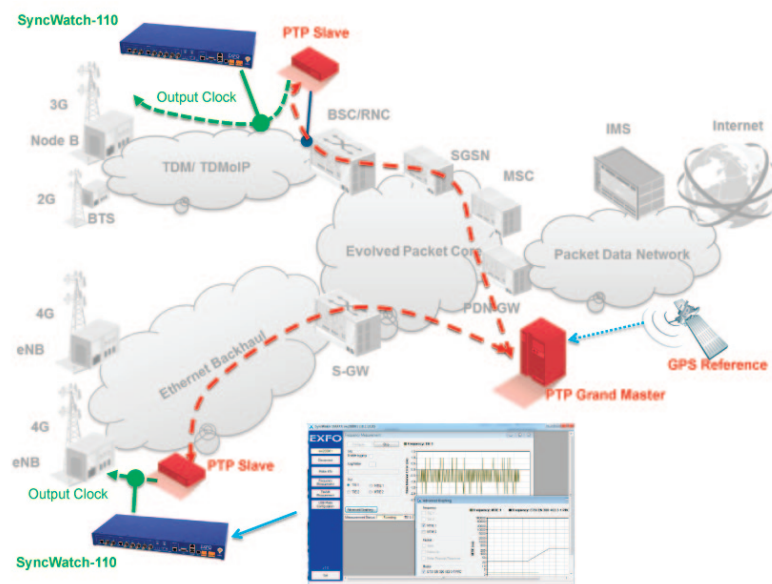 SyncWatch-110
PTP Slave
Output Clock
3G
Node B
BSC/RNC
IMS
Internet
SGSN
TDM/ TDMoIP
MSC
2G
BTS
Evolved Packet Core
Packet Data Network
4G
PDN GW
eNB
S-GW
Ethernet Backhaul
GPS Reference
PTP Grand Master
4G
eNB
PTP Slave
EXFO
Output Clock
SyncWatch-110